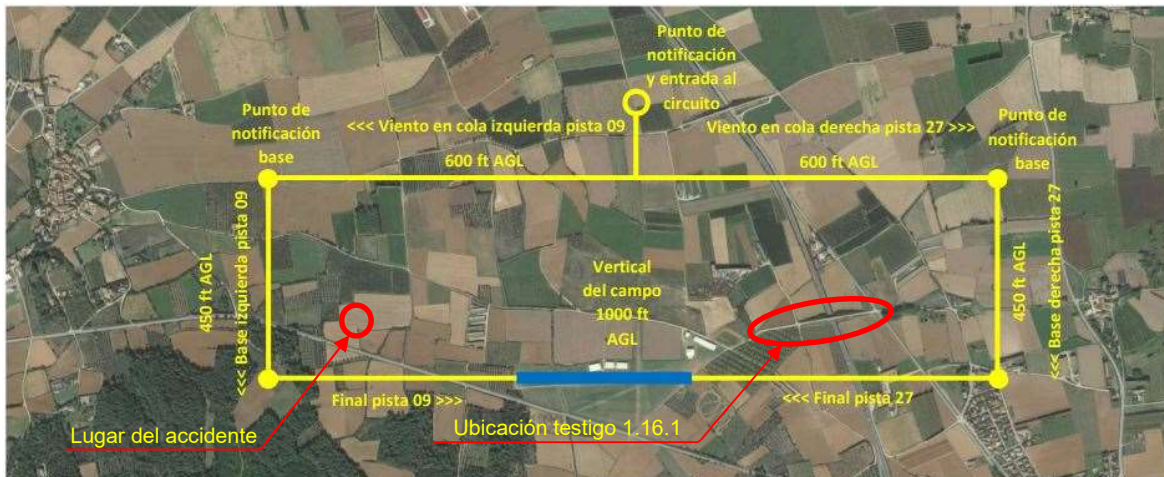 Punto de
notificación
y entrada al
circuito
Punto de
notificación
base
<<< Viento en cola izquierda pista 09
600 ft AGL
Viento en cola derecha pista 27 >>>
600 ft AGL
Punto de
notificación
base
450 ft AGL
<<< Base izquierda pista 09
Vertical
del campo
1000 ft
AGL
450 ft AGL
<<< Base derecha pista 27
Final pista 09 >>>
<<< Final pista 27
Lugar del accidente
Ubicación testigo 1.16.1